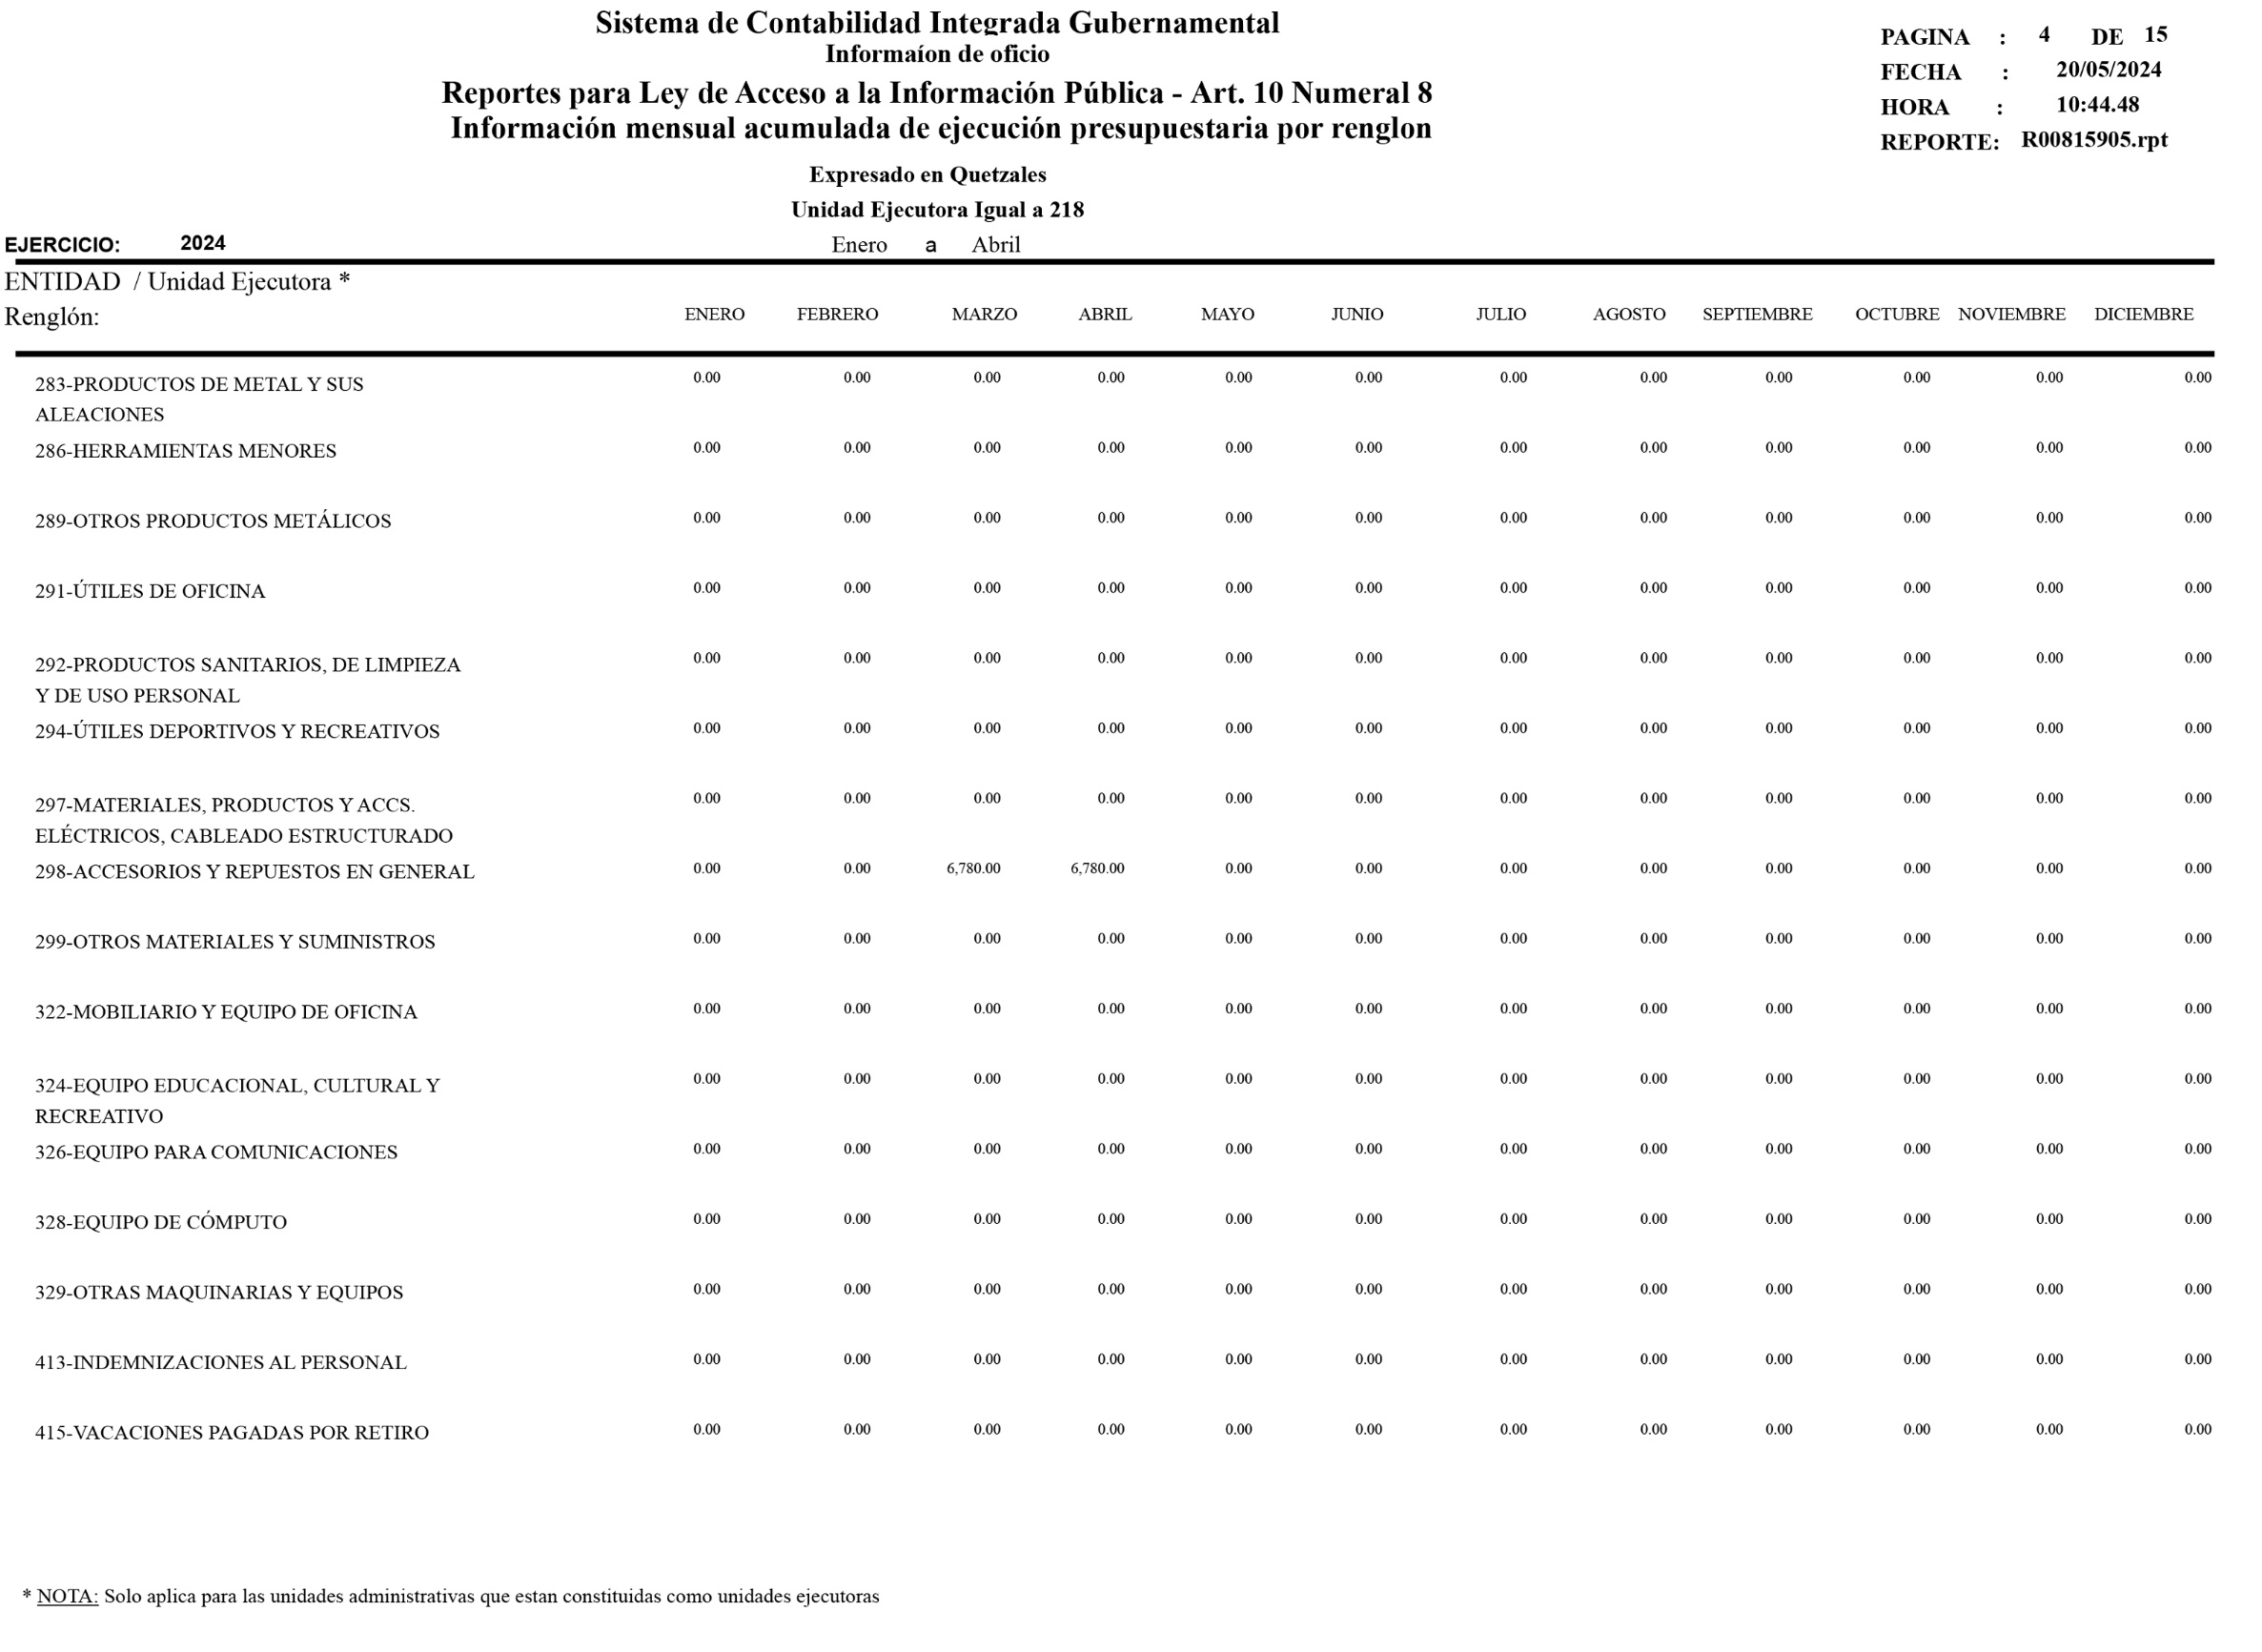 Sistema de Contabilidad Integrada Gubernamental
Informaíon de oficio
Reportes para Ley de Acceso a la Información Pública - Art. 10 Numeral 8
Información mensual acumulada de ejecución presupuestaria por renglon
Expresado en Quetzales
Unidad Ejecutora Igual a 218
PAGINA : 4 DE 15
FECHA : 20/05/2024
HORA : 10:44.48
REPORTE: R00815905.rpt
EJERCICIO: 2024 Enero a Abril
ENTIDAD / Unidad Ejecutora *
Renglón: ENERO FEBRERO MARZO ABRIL MAYO JUNIO JULIO AGOSTO SEPTIEMBRE OCTUBRE NOVIEMBRE DICIEMBRE
283-PRODUCTOS DE METAL Y SUS 0.00 0.00 0.00 0.00 0.00 0.00 0.00 0.00 0.00 0.00 0.00 0.00
ALEACIONES
286-HERRAMIENTAS MENORES 0.00 0.00 0.00 0.00 0.00 0.00 0.00 0.00 0.00 0.00 0.00 0.00
289-OTROS PRODUCTOS METÁLICOS 0.00 0.00 0.00 0.00 0.00 0.00 0.00 0.00 0.00 0.00 0.00 0.00
291-ÚTILES DE OFICINA 0.00 0.00 0.00 0.00 0.00 0.00 0.00 0.00 0.00 0.00 0.00 0.00
292-PRODUCTOS SANITARIOS, DE LIMPIEZA 0.00 0.00 0.00 0.00 0.00 0.00 0.00 0.00 0.00 0.00 0.00 0.00
Y DE USO PERSONAL
294-ÚTILES DEPORTIVOS Y RECREATIVOS 0.00 0.00 0.00 0.00 0.00 0.00 0.00 0.00 0.00 0.00 0.00 0.00
297-MATERIALES, PRODUCTOS Y ACCS. 0.00 0.00 0.00 0.00 0.00 0.00 0.00 0.00 0.00 0.00 0.00 0.00
ELÉCTRICOS, CABLEADO ESTRUCTURADO
298-ACCESORIOS Y REPUESTOS EN GENERAL 0.00 0.00 6,780.00 6,780.00 0.00 0.00 0.00 0.00 0.00 0.00 0.00 0.00
299-OTROS MATERIALES Y SUMINISTROS 0.00 0.00 0.00 0.00 0.00 0.00 0.00 0.00 0.00 0.00 0.00 0.00
322-MOBILIARIO Y EQUIPO DE OFICINA 0.00 0.00 0.00 0.00 0.00 0.00 0.00 0.00 0.00 0.00 0.00 0.00
324-EQUIPO EDUCACIONAL, CULTURAL Y 0.00 0.00 0.00 0.00 0.00 0.00 0.00 0.00 0.00 0.00 0.00 0.00
RECREATIVO
326-EQUIPO PARA COMUNICACIONES 0.00 0.00 0.00 0.00 0.00 0.00 0.00 0.00 0.00 0.00 0.00 0.00
328-EQUIPO DE CÓMPUTO 0.00 0.00 0.00 0.00 0.00 0.00 0.00 0.00 0.00 0.00 0.00 0.00
329-OTRAS MAQUINARIAS Y EQUIPOS 0.00 0.00 0.00 0.00 0.00 0.00 0.00 0.00 0.00 0.00 0.00 0.00
413-INDEMNIZACIONES AL PERSONAL 0.00 0.00 0.00 0.00 0.00 0.00 0.00 0.00 0.00 0.00 0.00 0.00
415-VACACIONES PAGADAS POR RETIRO 0.00 0.00 0.00 0.00 0.00 0.00 0.00 0.00 0.00 0.00 0.00 0.00
* NOTA: Solo aplica para las unidades administrativas que estan constituidas como unidades ejecutoras